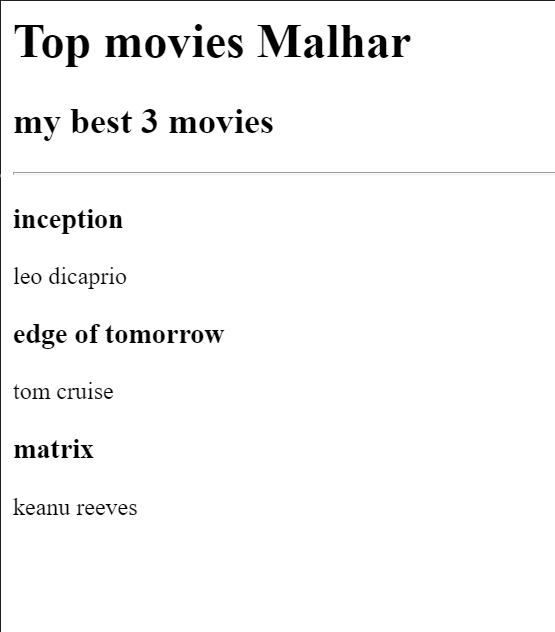 Top movies Malhar
my best 3 movies
inception
leo dicaprio
edge of tomorrow
tom cruise
matrix
keanu reeves